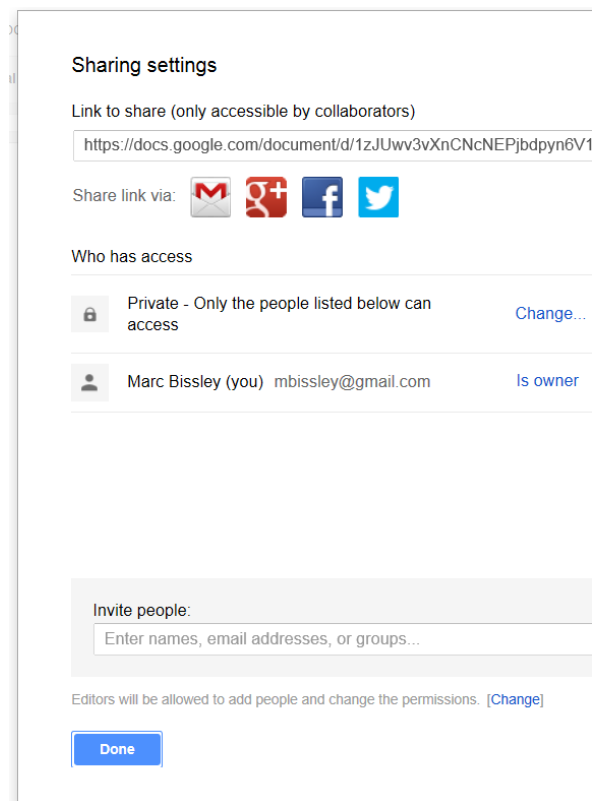 Sharing settings
Link to share (only accessible by collaborators)
https://docs.google.com/document/d/1zJUwv3vXnCNcNEPjbdpyn6V1
Share link via:
Who has access
Private - Only the people listed below can
access
Change...
Marc Bissley (you) mbissley@gmail.com
Is owner
Invite people:
Enter names, email addresses, or groups...
Editors will be allowed to add people and change the permissions. [Change]
Done